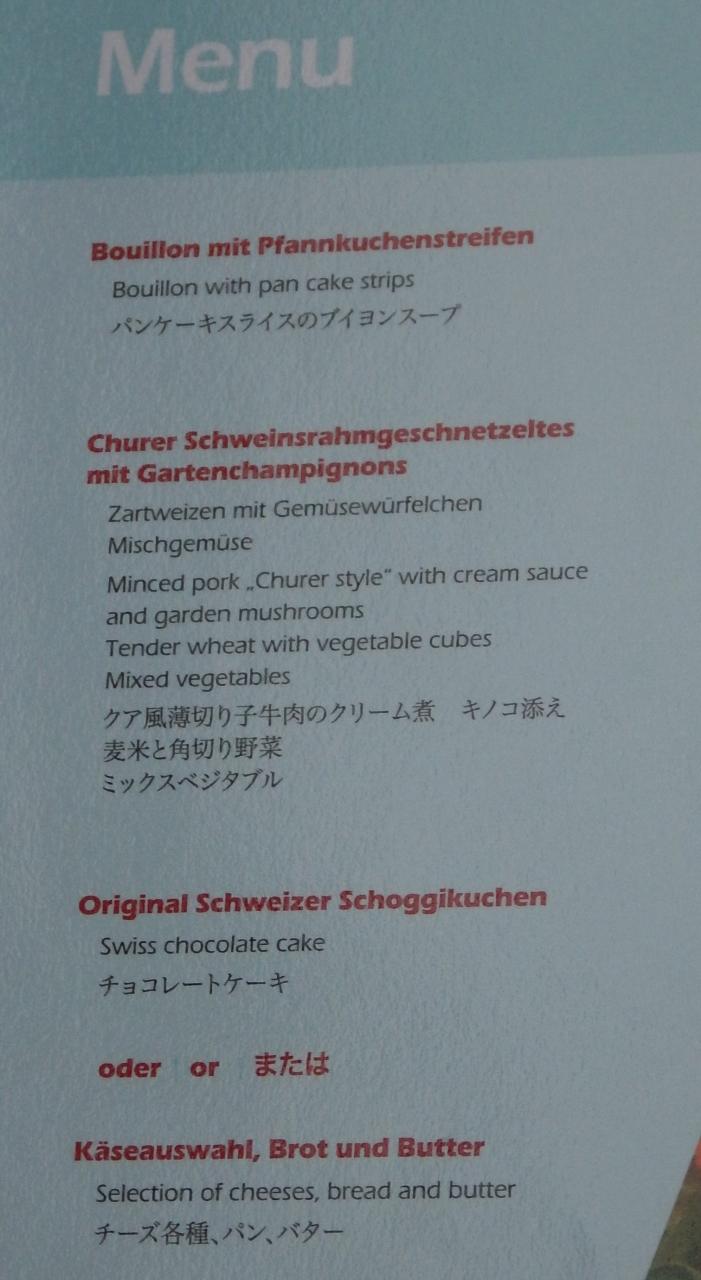 Menu
Bouillon mit Pfannkuchenstreifen
Bouillon with pan cake strips
パンケーキスライスのブイヨンスープ
Churer Schweinsrahmgeschnetzeltes
mit Gartenchampignons
Zartweizen mit Gemüsewürfelchen
Mischgemüse
Minced pork „Churer style“ with cream sauce
and garden mushrooms
Tender wheat with vegetable cubes
Mixed vegetables
クア風薄切り子牛肉のクリーム煮　キノコ添え
麦米と角切り野菜
ミックスベジタブル
Original Schweizer Schoggikuchen
Swiss chocolate cake
チョコレートケーキ
oder or または
Käseauswahl, Brot und Butter
Selection of cheeses, bread and butter
チーズ各種、パン、バター